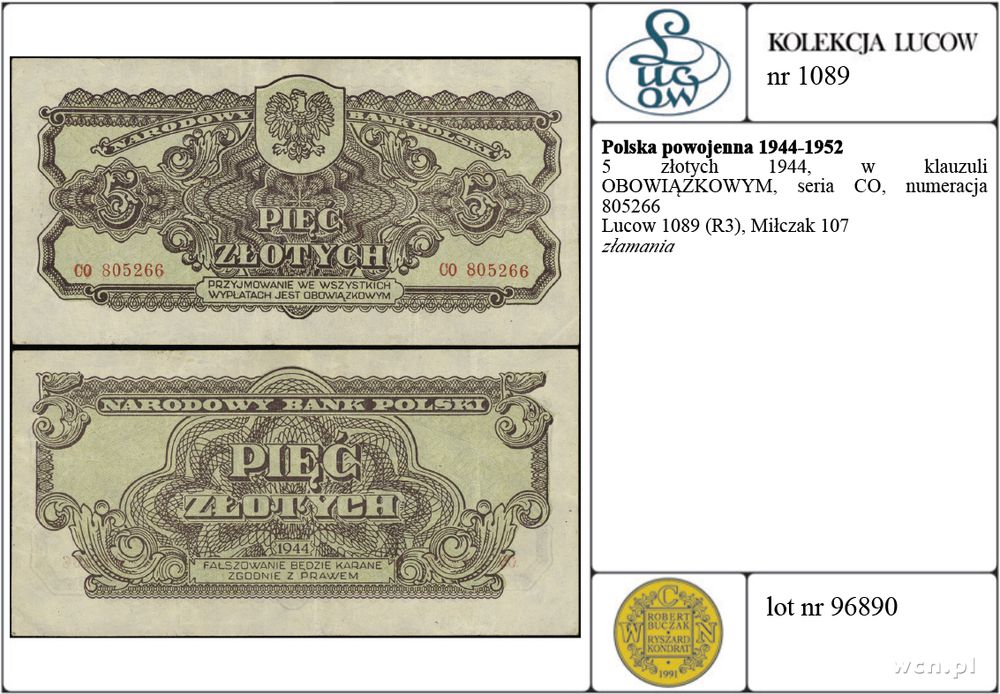 NARODOWY BANK POLSKI
5 5
PIĘĆ
ZŁOTYCH
CO 805266 CO 805266
PRZYJMOWANIE WE WSZYSTKICH
WYPŁATACH JEST OBOWIĄZKOWYM
5 NARODOWY BANK POLSKI 5
PIĘĆ
ZŁOTYCH
1944
FAŁSZOWANIE BĘDZIE KARANE
ZGODNIE Z PRAWEM
Lucow
KOLEKCJA LUCOW
nr 1089
Polska powojenna 1944-1952
5 złotych 1944, w klauzuli
OBOWIĄZKOWYM, seria CO, numeracja
805266
Lucow 1089 (R3), Miłczak 107
złamania
W C N
ROBERT
BUCZAK
RYSZARD
KONDRAT
1991
lot nr 96890
wcn.pl